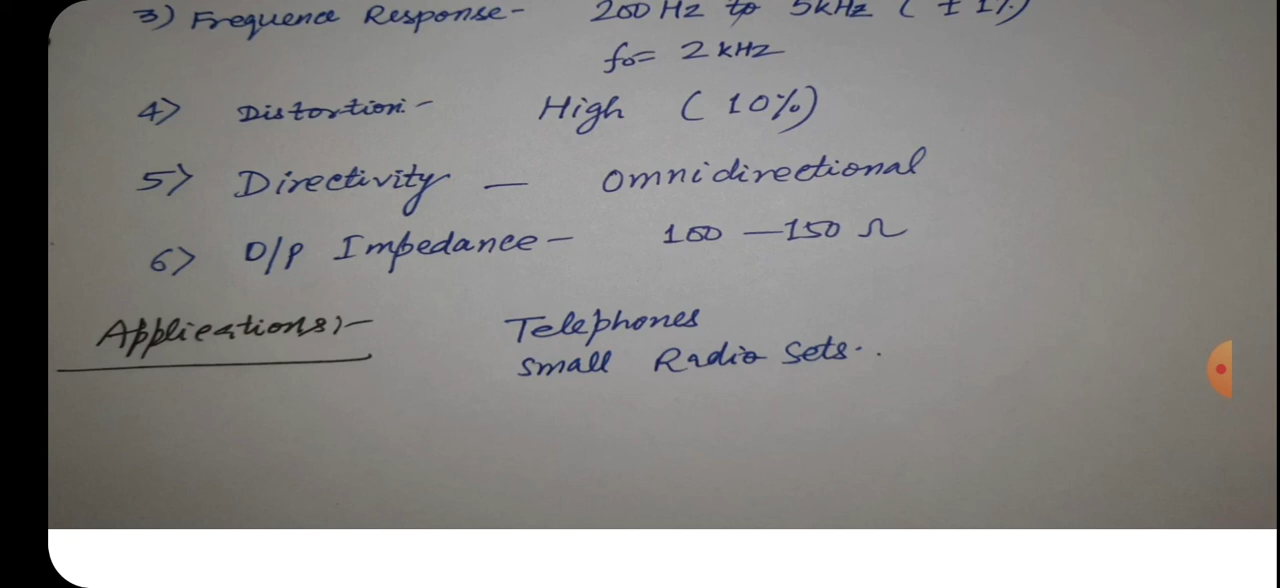 3) Frequence Response- 200 Hz to 5kHz ( ± 1%)
fo= 2 kHz
4> Distortion:- High ( 10%)
5> Directivity — Omnidirectional
6> O/P Impedance- 100 — 150 Ω
Applications:- Telephones
Small Radio Sets..